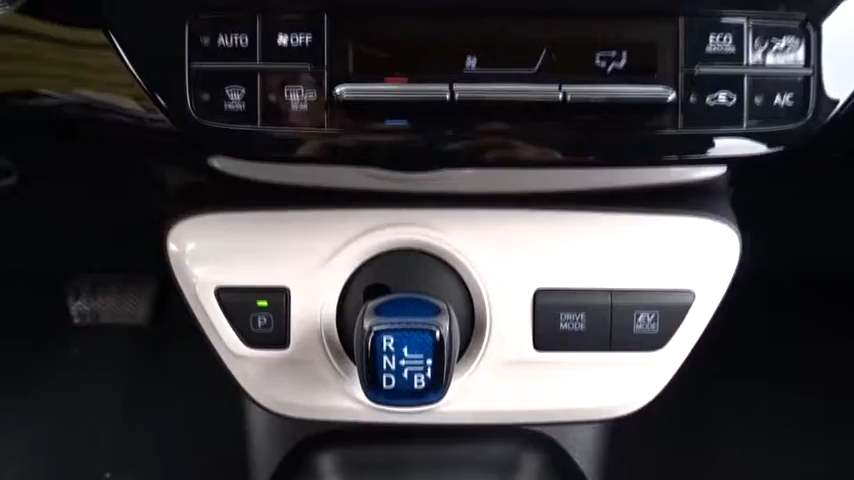 AUTO
OFF
ECO
FRONT
REAR
A/C
P
R
N
D B
DRIVE
MODE
EV
MODE